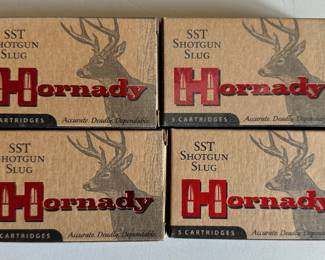 SST
SHOTGUN
SLUG
Hornady
CARTRIDGES Accurate. Deadly. Dependable.
SST
SHOTGUN
SLUG
Hornady
5 CARTRIDGES Accurate. Deadly. Dependable.
SST
SHOTGUN
SLUG
Hornady
CARTRIDGES Accurate. Deadly. Dependable.
SST
SHOTGUN
SLUG
Hornady
5 CARTRIDGES Accurate. Deadly. Dependable.